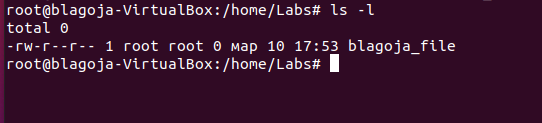 root@blagoja-VirtualBox:/home/Labs# ls -l
total 0
-rw-r--r-- 1 root root 0 мар 10 17:53 blagoja_file
root@blagoja-VirtualBox:/home/Labs#